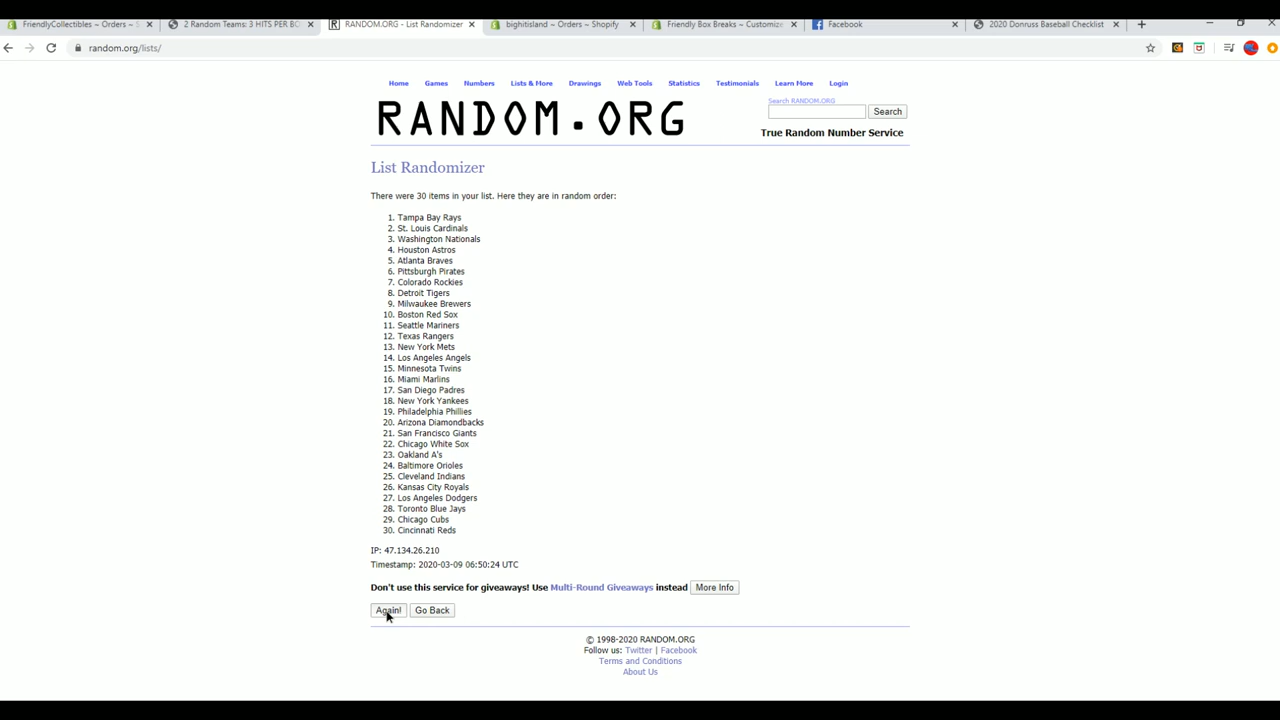 FriendlyCollectibles ~ Orders ~ S
2 Random Teams: 3 HITS PER BO
RANDOM.ORG - List Randomizer
bighitisland ~ Orders ~ Shopify
Friendly Box Breaks ~ Customize
Facebook
2020 Donruss Baseball Checklist
random.org/lists/
Home Games Numbers Lists & More Drawings Web Tools Statistics Testimonials Learn More Login
RANDOM.ORG
Search RANDOM.ORG
Search
True Random Number Service
List Randomizer
There were 30 items in your list. Here they are in random order:
1. Tampa Bay Rays
2. St. Louis Cardinals
3. Washington Nationals
4. Houston Astros
5. Atlanta Braves
6. Pittsburgh Pirates
7. Colorado Rockies
8. Detroit Tigers
9. Milwaukee Brewers
10. Boston Red Sox
11. Seattle Mariners
12. Texas Rangers
13. New York Mets
14. Los Angeles Angels
15. Minnesota Twins
16. Miami Marlins
17. San Diego Padres
18. New York Yankees
19. Philadelphia Phillies
20. Arizona Diamondbacks
21. San Francisco Giants
22. Chicago White Sox
23. Oakland A's
24. Baltimore Orioles
25. Cleveland Indians
26. Kansas City Royals
27. Los Angeles Dodgers
28. Toronto Blue Jays
29. Chicago Cubs
30. Cincinnati Reds
IP: 47.134.26.210
Timestamp: 2020-03-09 06:50:24 UTC
Don't use this service for giveaways! Use Multi-Round Giveaways instead More Info
Again! Go Back
© 1998-2020 RANDOM.ORG
Follow us: Twitter | Facebook
Terms and Conditions
About Us